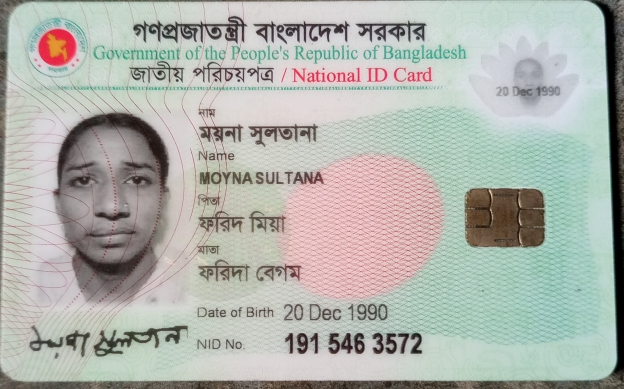 গণপ্রজাতন্ত্রী বাংলাদেশ সরকার
Government of the People's Republic of Bangladesh
জাতীয় পরিচয়পত্র / National ID Card
20 Dec 1990
নাম
ময়না সুলতানা
Name
MOYNA SULTANA
পিতা
ফরিদ মিয়া
মাতা
ফরিদা বেগম
Date of Birth 20 Dec 1990
NID No. 191 546 3572
ময়না সুলতানা